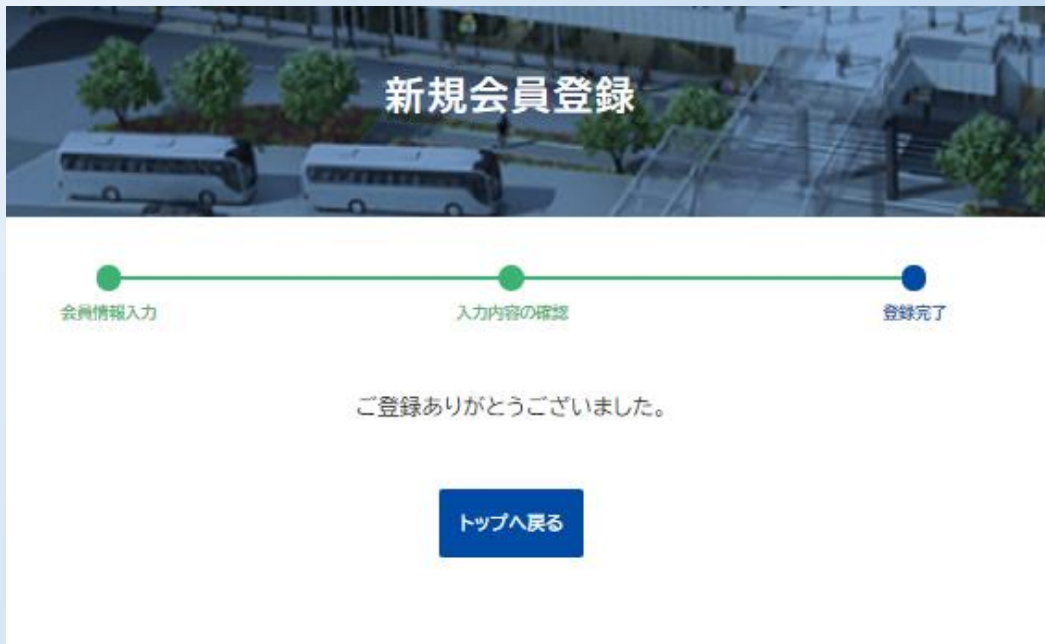 新規会員登録
会員情報入力
入力内容の確認
登録完了
ご登録ありがとうございました。
トップへ戻る